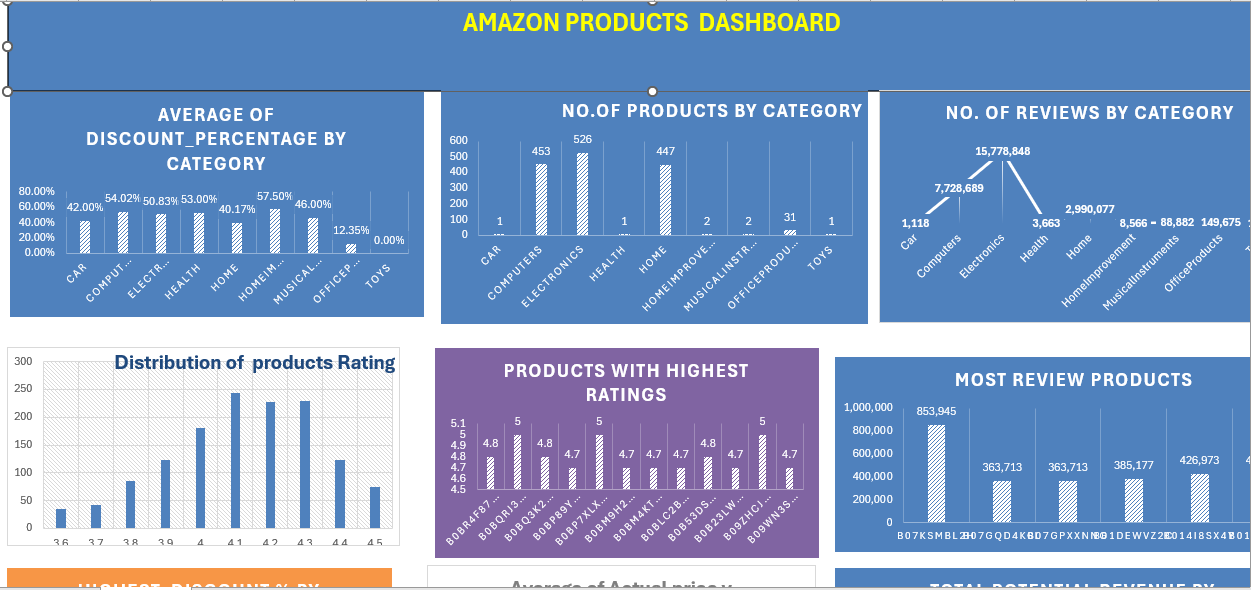 AMAZON PRODUCTS DASHBOARD
AVERAGE OF
DISCOUNT_PERCENTAGE BY
CATEGORY
80.00%
60.00%
40.00%
20.00%
0.00%
42.00%
54.02%
50.83%
53.00%
40.17%
57.50%
46.00%
12.35%
0.00%
CAR
COMPUT...
ELECTR...
HEALTH
HOME
HOMEIM...
MUSICAL...
OFFICEP...
TOYS
NO.OF PRODUCTS BY CATEGORY
600
500
400
300
200
100
0
1
453
526
1
447
2
2
31
1
CAR
COMPUTERS
ELECTRONICS
HEALTH
HOME
HOMEIMPROVE...
MUSICALINSTR...
OFFICEPRODU...
TOYS
NO. OF REVIEWS BY CATEGORY
1,118
7,728,689
15,778,848
3,663
2,990,077
8,566
88,882
149,675
Car
Computers
Electronics
Health
Home
HomeImprovement
MusicalInstruments
OfficeProducts
Distribution of products Rating
300
250
200
150
100
50
0
3.6
3.7
3.8
3.9
4
4.1
4.2
4.3
4.4
4.5
PRODUCTS WITH HIGHEST
RATINGS
5.1
5
4.9
4.8
4.7
4.6
4.5
4.8
5
4.8
4.7
5
4.7
4.7
4.7
4.8
4.7
5
4.7
B0BR4F87...
B0BQRJ3...
B0BQ3K2...
B0BP89Y...
B0BP7XLX...
B0BM9H2...
B0BM4KT...
B0BLC2B...
B0B53DS...
B0B23LW...
B09ZHCJ...
B09WN3S...
MOST REVIEW PRODUCTS
1,000,000
800,000
600,000
400,000
200,000
0
853,945
363,713
363,713
385,177
426,973
HIGHEST DISCOUNT % BY
Average of Actual price v
TOTAL POTENTIAL REVENUE BY